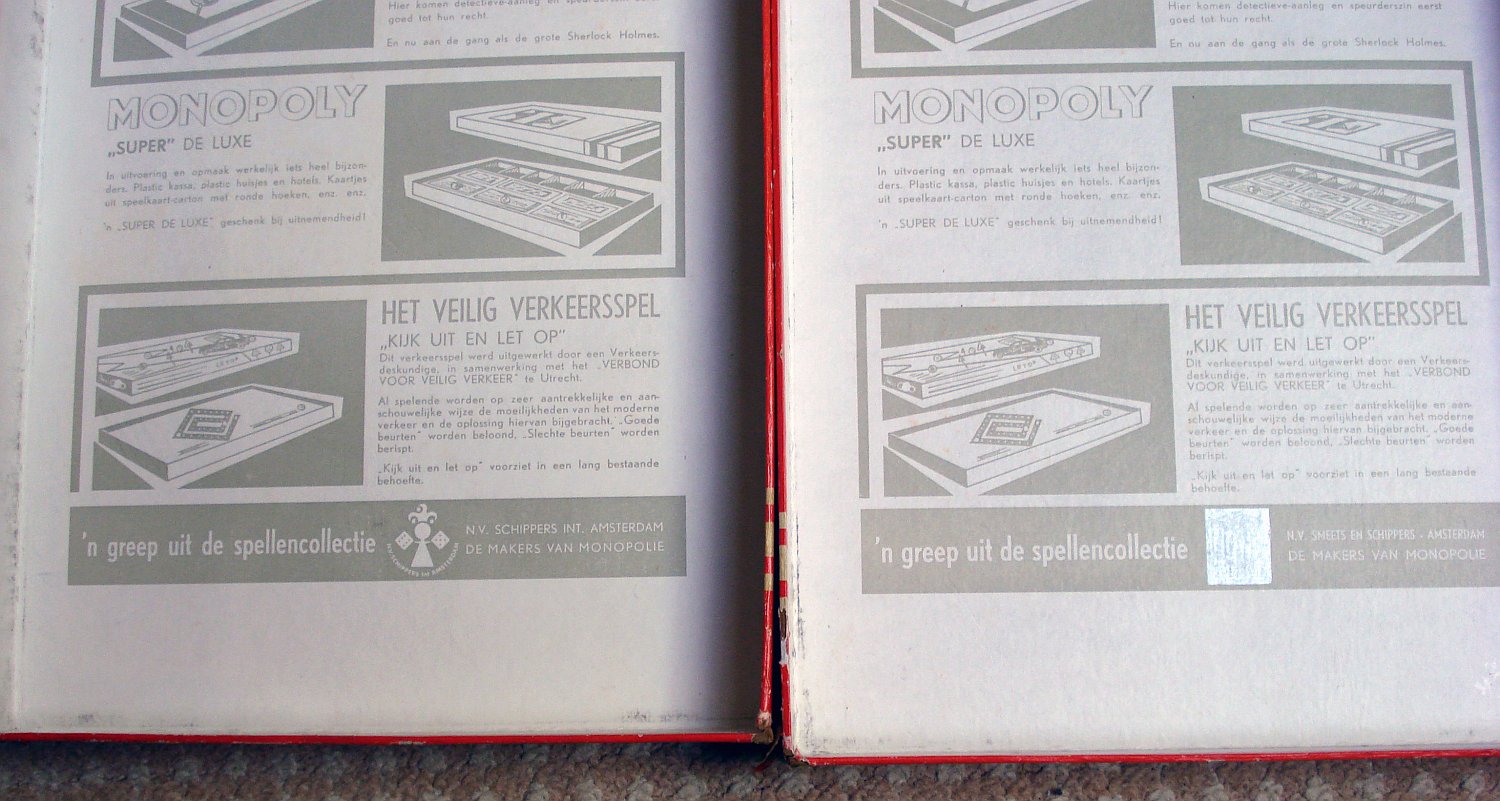 Hier komen detectieve-aanleg en speurderszin eerst
goed tot hun recht.
En nu aan de gang als de grote Sherlock Holmes.
MONOPOLY
„SUPER” DE LUXE
In uitvoering en opmaak werkelijk iets heel bijzon-
ders. Plastic kassa, plastic huisjes en hotels. Kaartjes
uit speelkaart-carton met ronde hoeken, enz. enz.
'n „SUPER DE LUXE” geschenk bij uitnemendheid!
HET VEILIG VERKEERSSPEL
„KIJK UIT EN LET OP”
Dit verkeersspel werd uitgewerkt door een Verkeers-
deskundige, in samenwerking met het „VERBOND
VOOR VEILIG VERKEER” te Utrecht.
Al spelende worden op zeer aantrekkelijke en aan-
schouwelijke wijze de moeilijkheden van het moderne
verkeer en de oplossing hiervan bijgebracht. „Goede
beurten” worden beloond, „Slechte beurten” worden
berispt.
„Kijk uit en let op” voorziet in een lang bestaande
behoefte.
'n greep uit de spellencollectie
N.V. SCHIPPERS INT. AMSTERDAM
DE MAKERS VAN MONOPOLIE
Hier komen detectieve-aanleg en speurderszin eerst
goed tot hun recht.
En nu aan de gang als de grote Sherlock Holmes.
MONOPOLY
„SUPER” DE LUXE
In uitvoering en opmaak werkelijk iets heel bijzon-
ders. Plastic kassa, plastic huisjes en hotels. Kaartjes
uit speelkaart-carton met ronde hoeken, enz. enz.
'n „SUPER DE LUXE” geschenk bij uitnemendheid!
HET VEILIG VERKEERSSPEL
„KIJK UIT EN LET OP”
Dit verkeersspel werd uitgewerkt door een Verkeers-
deskundige, in samenwerking met het „VERBOND
VOOR VEILIG VERKEER” te Utrecht.
Al spelende worden op zeer aantrekkelijke en aan-
schouwelijke wijze de moeilijkheden van het moderne
verkeer en de oplossing hiervan bijgebracht. „Goede
beurten” worden beloond, „Slechte beurten” worden
berispt.
„Kijk uit en let op” voorziet in een lang bestaande
behoefte.
'n greep uit de spellencollectie
N.V. SMEETS EN SCHIPPERS - AMSTERDAM
DE MAKERS VAN MONOPOLIE